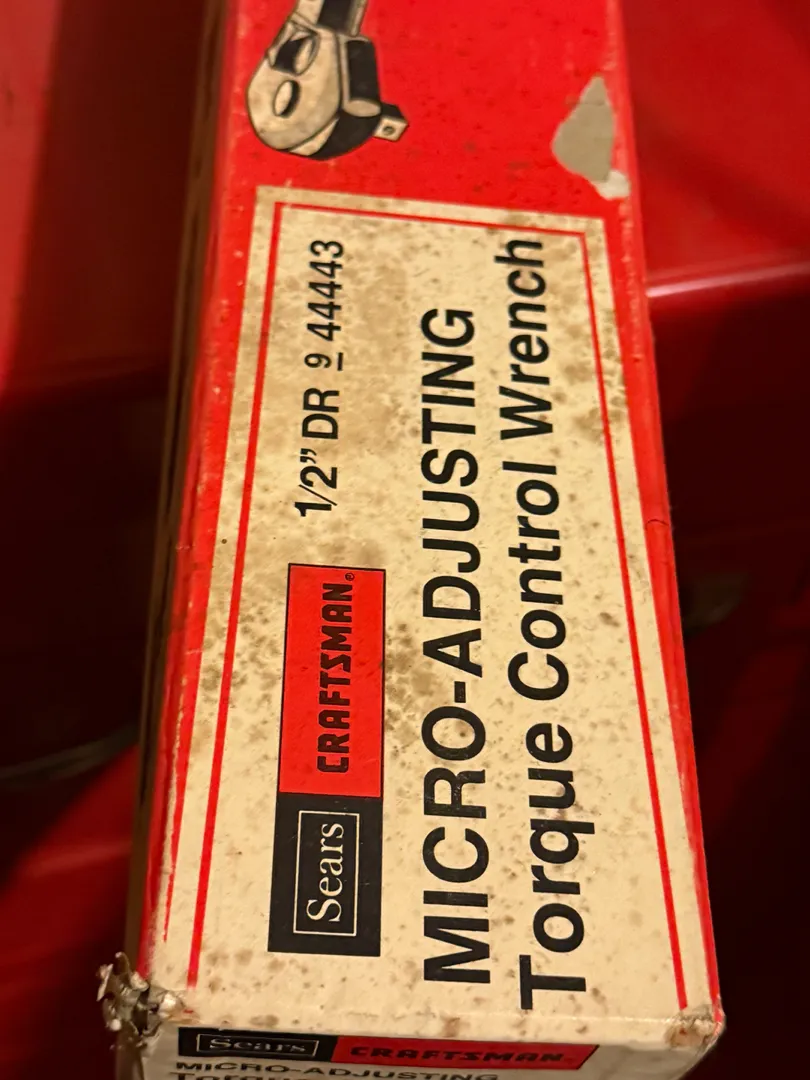 Sears CRAFTSMAN® 1/2" DR 9 44443
MICRO-ADJUSTING
Torque Control Wrench
Sears CRAFTSMAN
MICRO-ADJUSTING